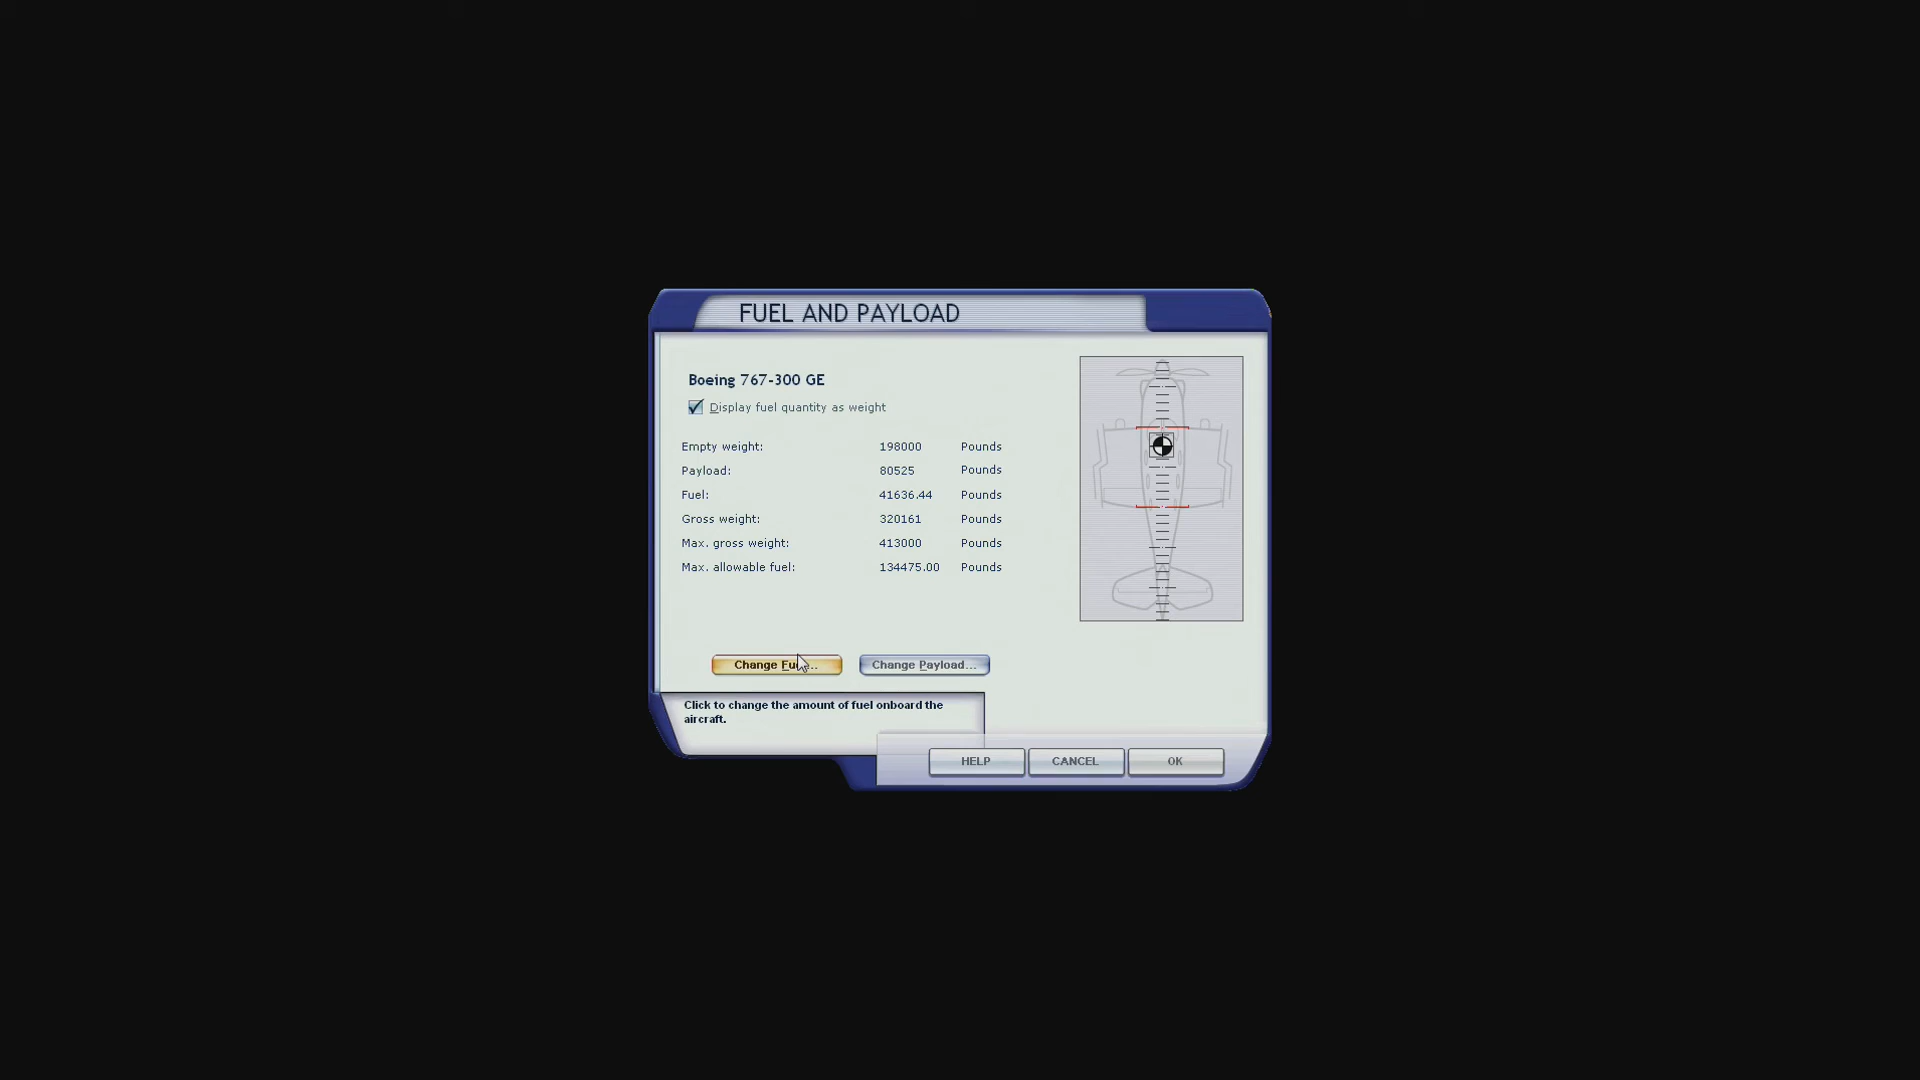 FUEL AND PAYLOAD
Boeing 767-300 GE
Display fuel quantity as weight
Empty weight: 198000 Pounds
Payload: 80525 Pounds
Fuel: 41636.44 Pounds
Gross weight: 320161 Pounds
Max. gross weight: 413000 Pounds
Max. allowable fuel: 134475.00 Pounds
Change Fuel... Change Payload...
Click to change the amount of fuel onboard the
aircraft.
HELP CANCEL OK